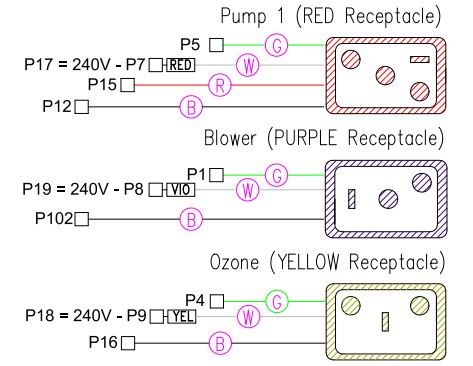 Pump 1 (RED Receptacle)
P5 G
P17 = 240V - P7 RED W
P15 R
P12 B
Blower (PURPLE Receptacle)
P1 G
P19 = 240V - P8 VIO W
P102 B
Ozone (YELLOW Receptacle)
P4 G
P18 = 240V - P9 YEL W
P16 B